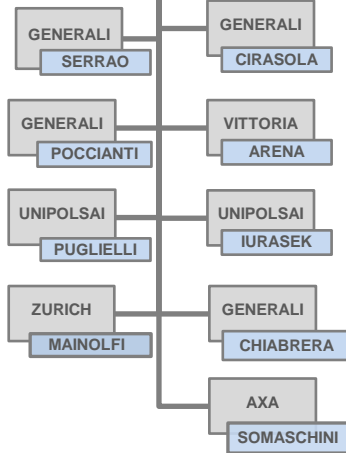 GENERALI
SERRAO
GENERALI
CIRASOLA
GENERALI
POCCIANTI
VITTORIA
ARENA
UNIPOLSAI
PUGLIELLI
UNIPOLSAI
IURASEK
ZURICH
MAINOLFI
GENERALI
CHIABRERA
AXA
SOMASCHINI